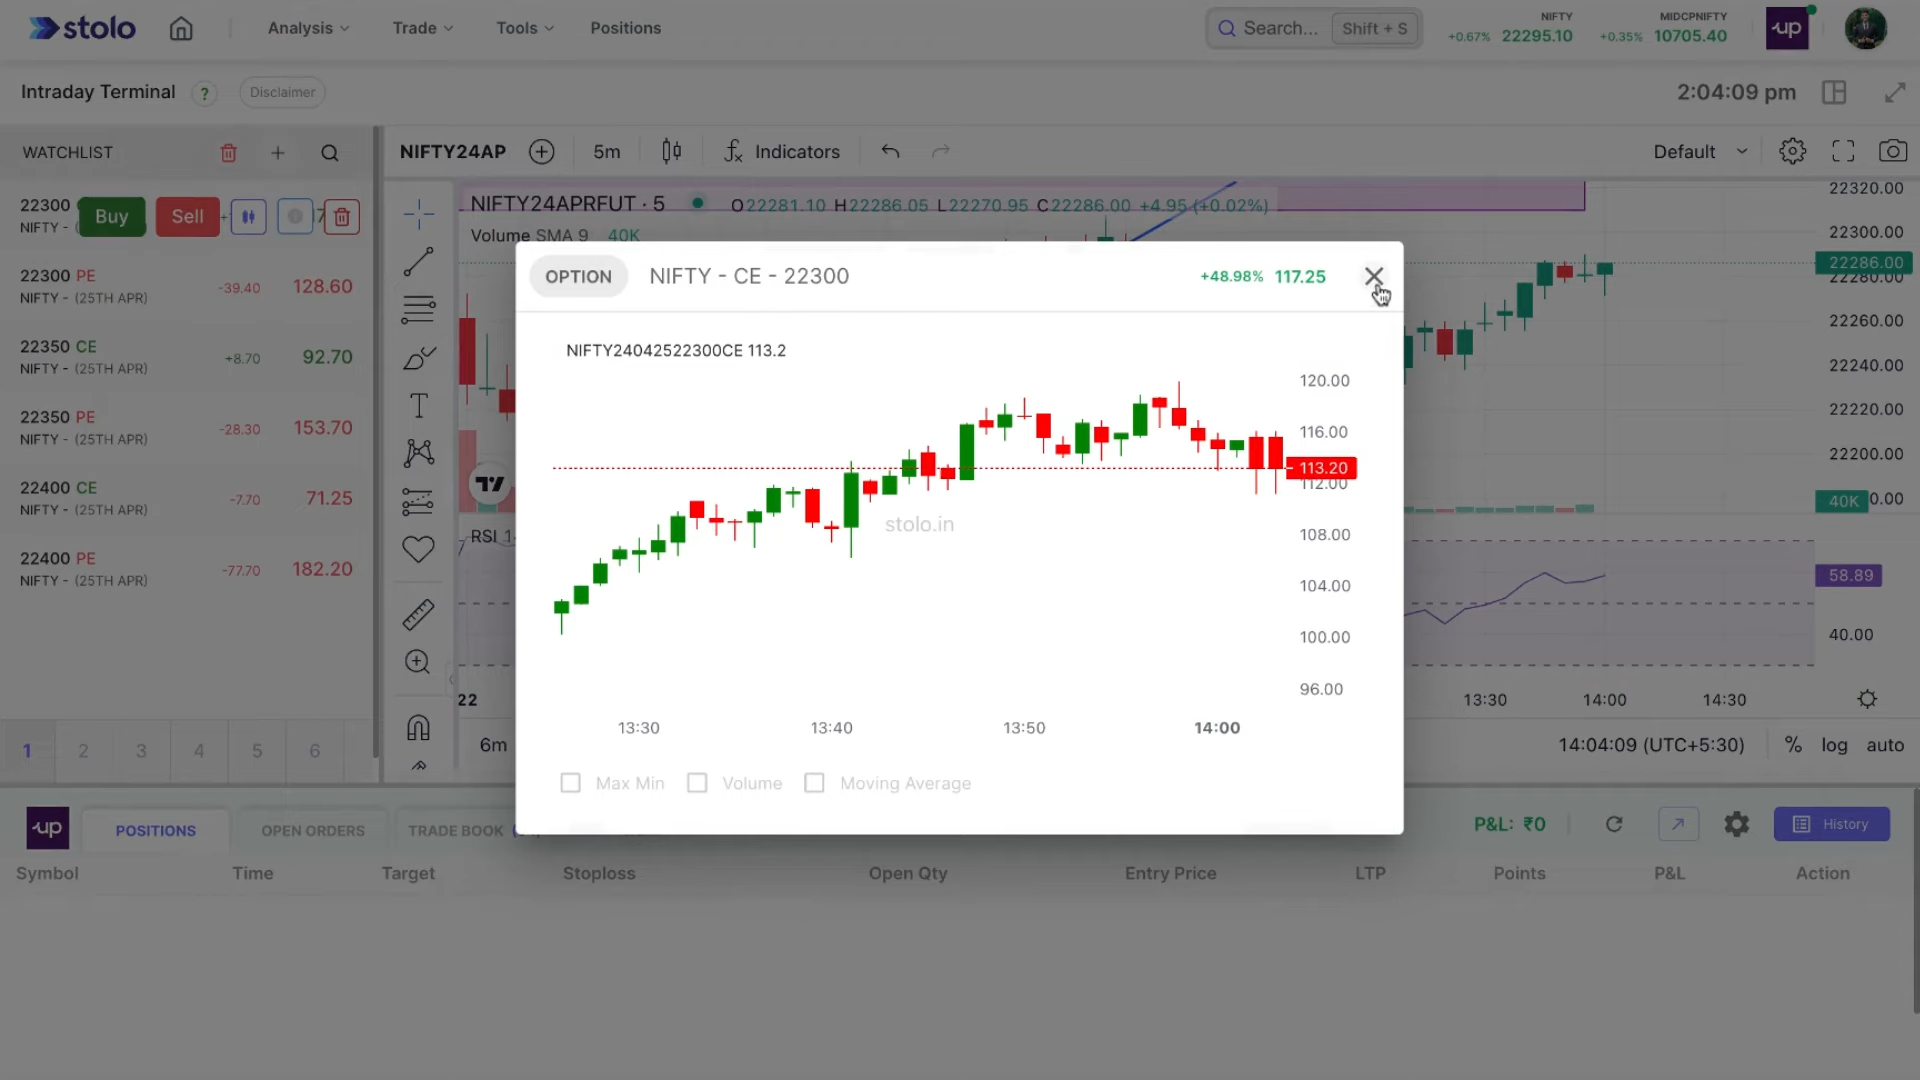 stolo
Analysis
Trade
Tools
Positions
Search...
Shift + S
NIFTY
+0.67% 22295.10
MIDCPNIFTY
+0.35% 10705.40
up
Intraday Terminal
?
Disclaimer
2:04:09 pm
WATCHLIST
NIFTY24AP
5m
Indicators
Default
22300
NIFTY -
Buy
Sell
22300 PE
NIFTY - (25TH APR)
-39.40
128.60
22350 CE
NIFTY - (25TH APR)
+8.70
92.70
22350 PE
NIFTY - (25TH APR)
-28.30
153.70
22400 CE
NIFTY - (25TH APR)
-7.70
71.25
22400 PE
NIFTY - (25TH APR)
-77.70
182.20
1
2
3
4
5
6
NIFTY24APRFUT · 5
O22281.10 H22286.05 L22270.95 C22286.00 +4.95 (+0.02%)
Volume SMA 9 40K
RSI 14
22
6m
OPTION
NIFTY - CE - 22300
+48.98% 117.25
NIFTY24042522300CE 113.2
stolo.in
120.00
116.00
113.20
112.00
108.00
104.00
100.00
96.00
13:30
13:40
13:50
14:00
Max Min
Volume
Moving Average
22320.00
22300.00
22286.00
22280.00
22260.00
22240.00
22220.00
22200.00
40K
58.89
40.00
13:30
14:00
14:30
14:04:09 (UTC+5:30)
%
log
auto
up
POSITIONS
OPEN ORDERS
TRADE BOOK
P&L: ₹0
History
Symbol
Time
Target
Stoploss
Open Qty
Entry Price
LTP
Points
P&L
Action